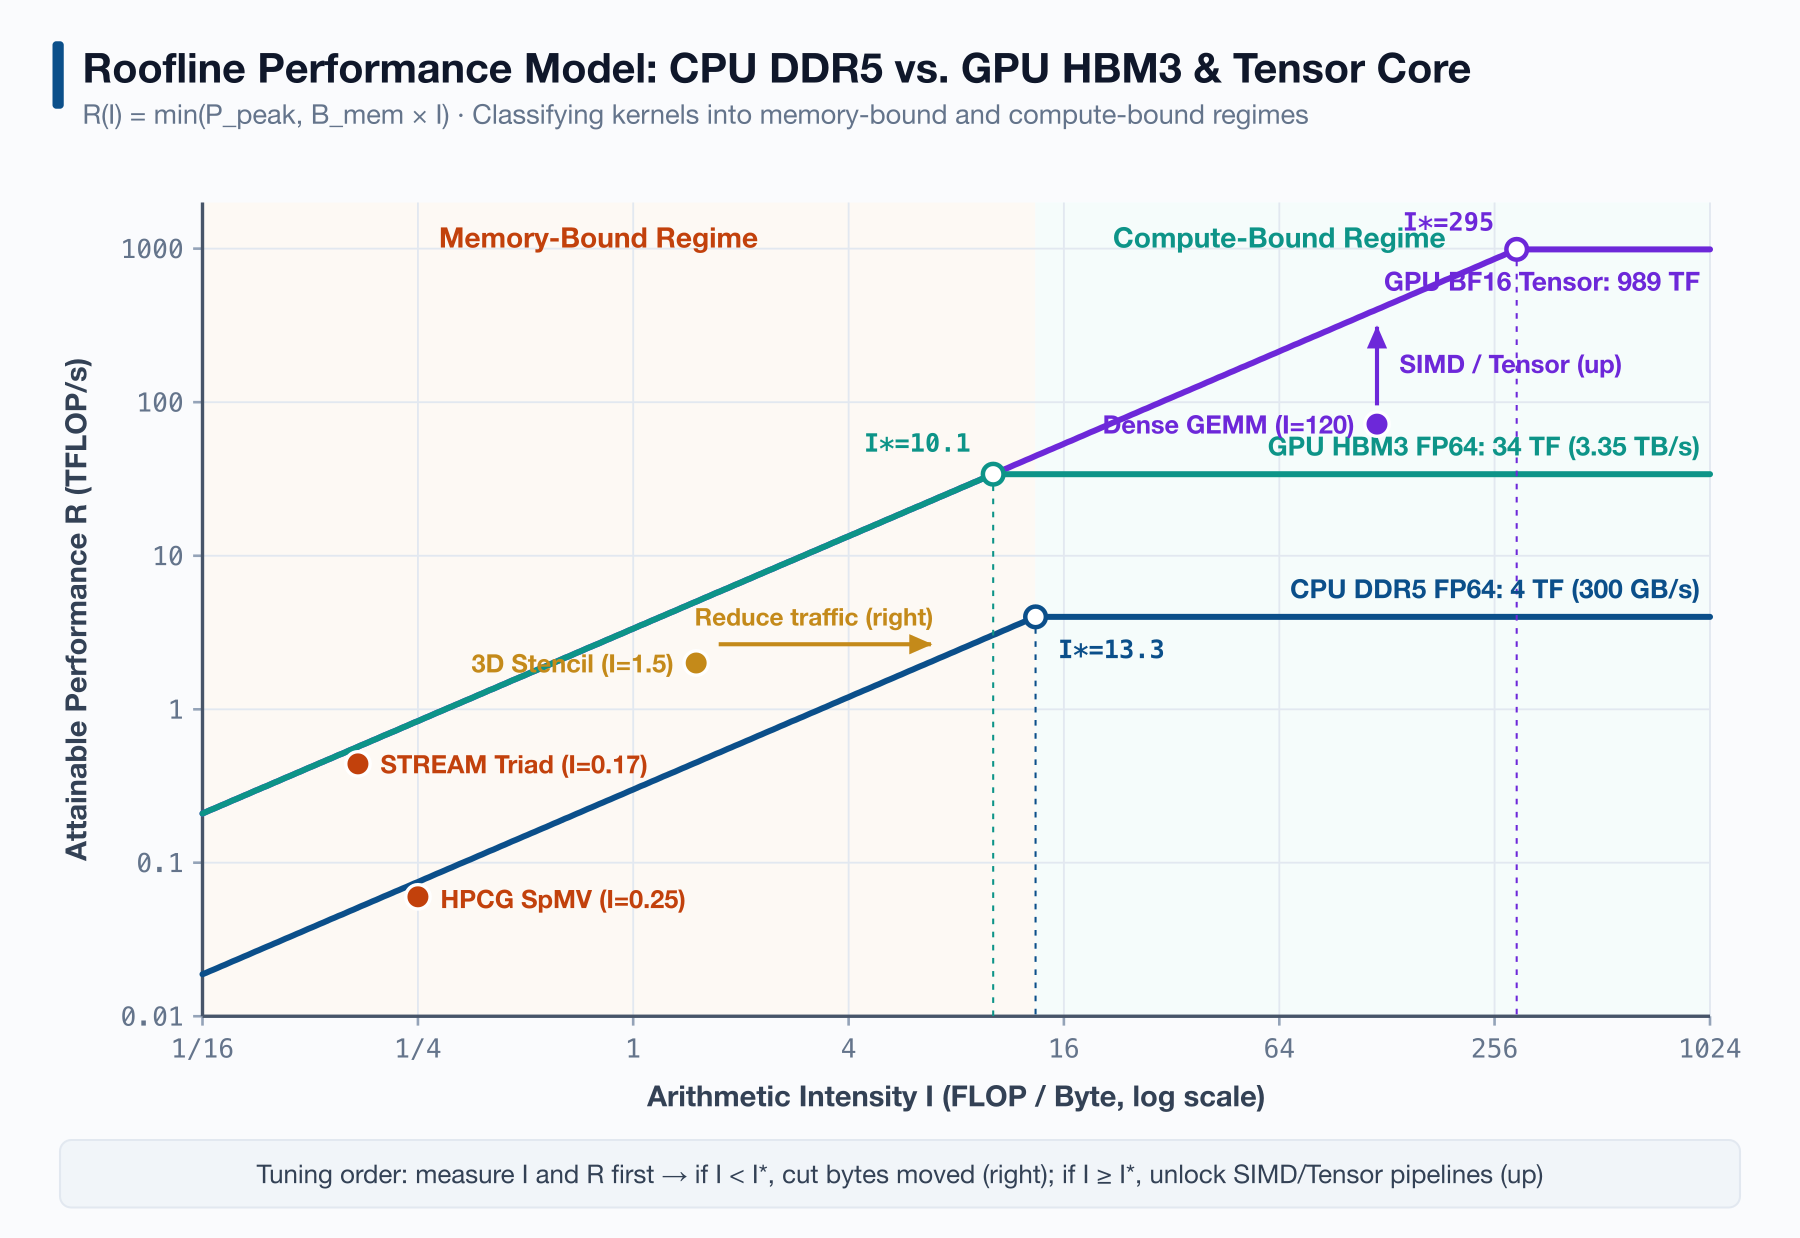 Roofline Performance Model: CPU DDR5 vs. GPU HBM3 & Tensor Core
R(I) = min(P_peak, B_mem × I) · Classifying kernels into memory-bound and compute-bound regimes
Memory-Bound Regime
Compute-Bound Regime
I*=295
GPU BF16 Tensor: 989 TF
SIMD / Tensor (up)
Dense GEMM (I=120)
I*=10.1
GPU HBM3 FP64: 34 TF (3.35 TB/s)
CPU DDR5 FP64: 4 TF (300 GB/s)
Reduce traffic (right)
I*=13.3
3D Stencil (I=1.5)
STREAM Triad (I=0.17)
HPCG SpMV (I=0.25)
Attainable Performance R (TFLOP/s)
1000
100
10
1
0.1
0.01
1/16
1/4
1
4
16
64
256
1024
Arithmetic Intensity I (FLOP / Byte, log scale)
Tuning order: measure I and R first → if I < I*, cut bytes moved (right); if I ≥ I*, unlock SIMD/Tensor pipelines (up)